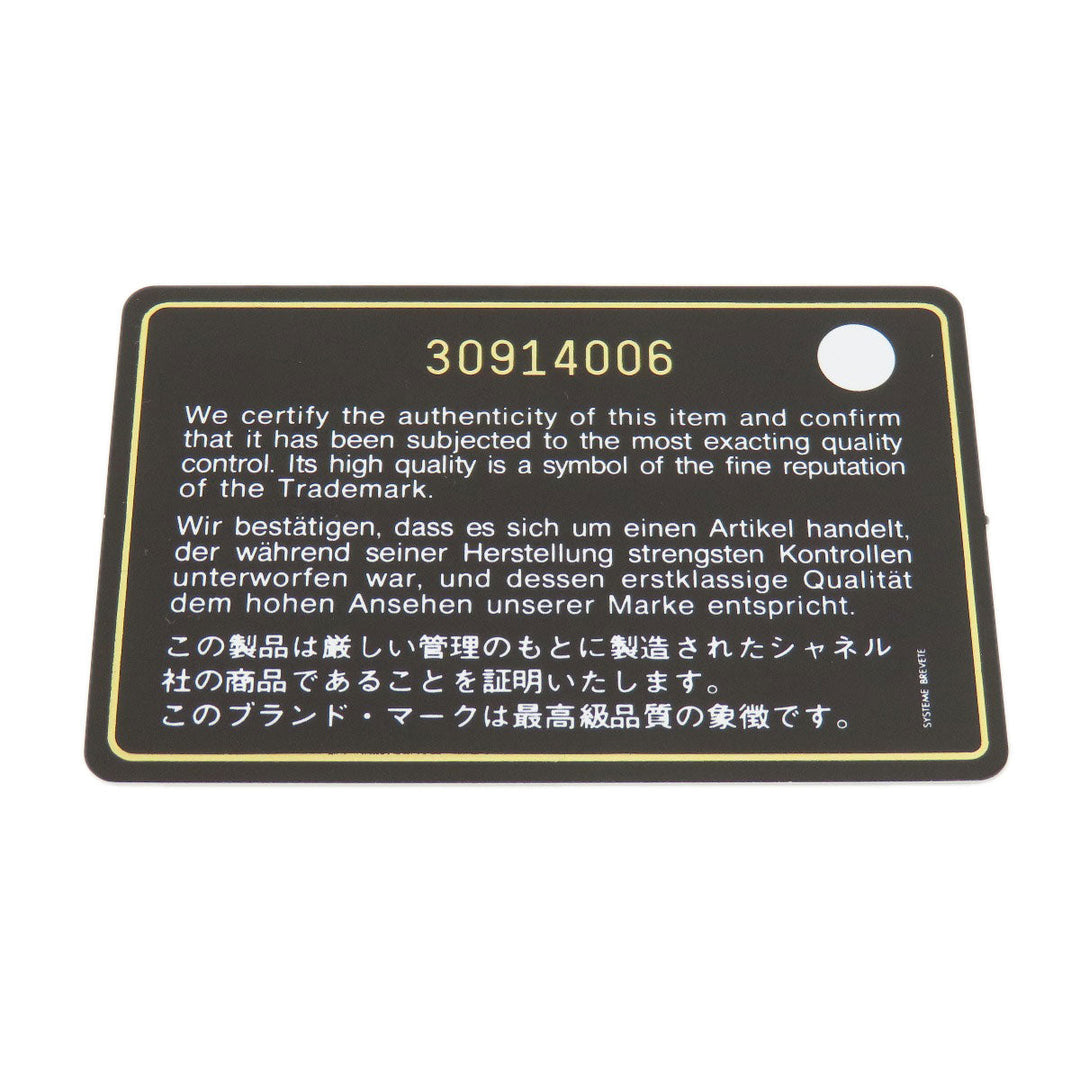 30914006
We certify the authenticity of this item and confirm
that it has been subjected to the most exacting quality
control. Its high quality is a symbol of the fine reputation
of the Trademark.
Wir bestätigen, dass es sich um einen Artikel handelt,
der während seiner Herstellung strengsten Kontrollen
unterworfen war, und dessen erstklassige Qualität
dem hohen Ansehen unserer Marke entspricht.
この製品は厳しい管理のもとに製造されたシャネル
社の商品であることを証明いたします。
このブランド・マークは最高級品質の象徴です。
SYSTEME BREVETE